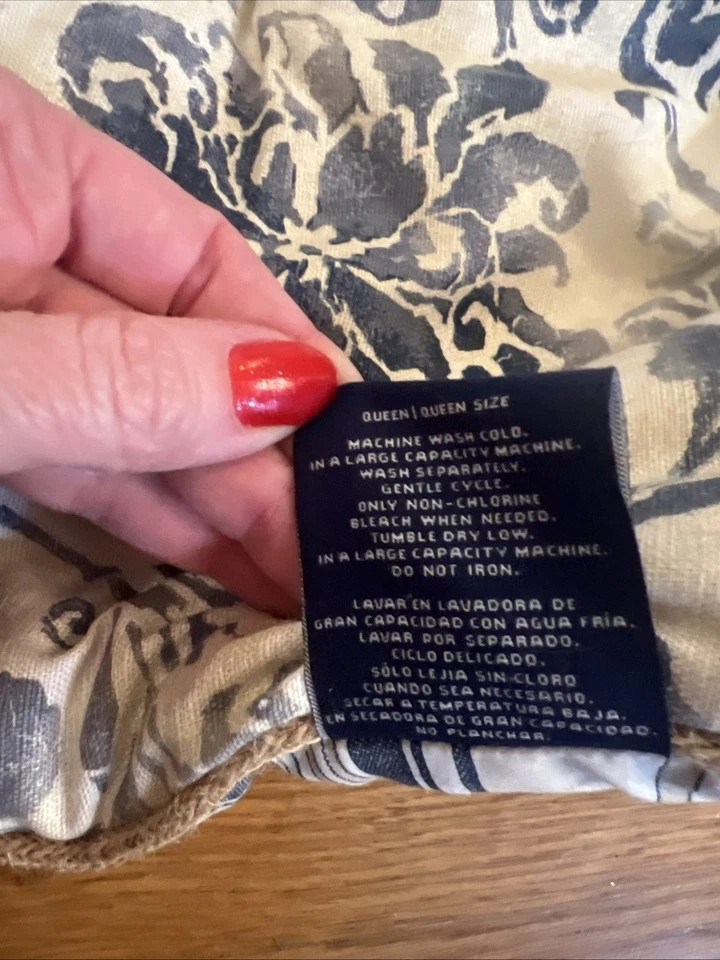 QUEEN | QUEEN SIZE
MACHINE WASH COLD.
IN A LARGE CAPACITY MACHINE.
WASH SEPARATELY.
GENTLE CYCLE.
ONLY NON-CHLORINE
BLEACH WHEN NEEDED.
TUMBLE DRY LOW.
IN A LARGE CAPACITY MACHINE.
DO NOT IRON.
LAVAR EN LAVADORA DE
GRAN CAPACIDAD CON AGUA FRÍA.
LAVAR POR SEPARADO.
CICLO DELICADO.
SÓLO LEJIA SIN CLORO
CUANDO SEA NECESARIO.
SECAR A TEMPERATURA BAJA.
EN SECADORA DE GRAN CAPACIDAD.
NO PLANCHAR.